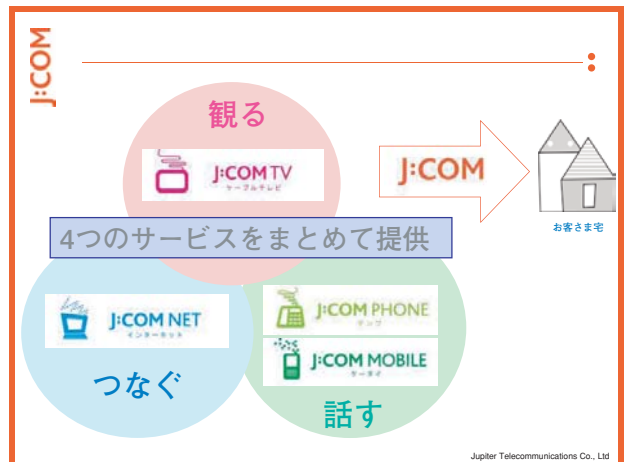 J:COM
観る
J:COM TV
ケーブルテレビ
J:COM
お客さま宅
4つのサービスをまとめて提供
J:COM NET
インターネット
つなぐ
J:COM PHONE
デンワ
J:COM MOBILE
ケータイ
話す
Jupiter Telecommunications Co., Ltd